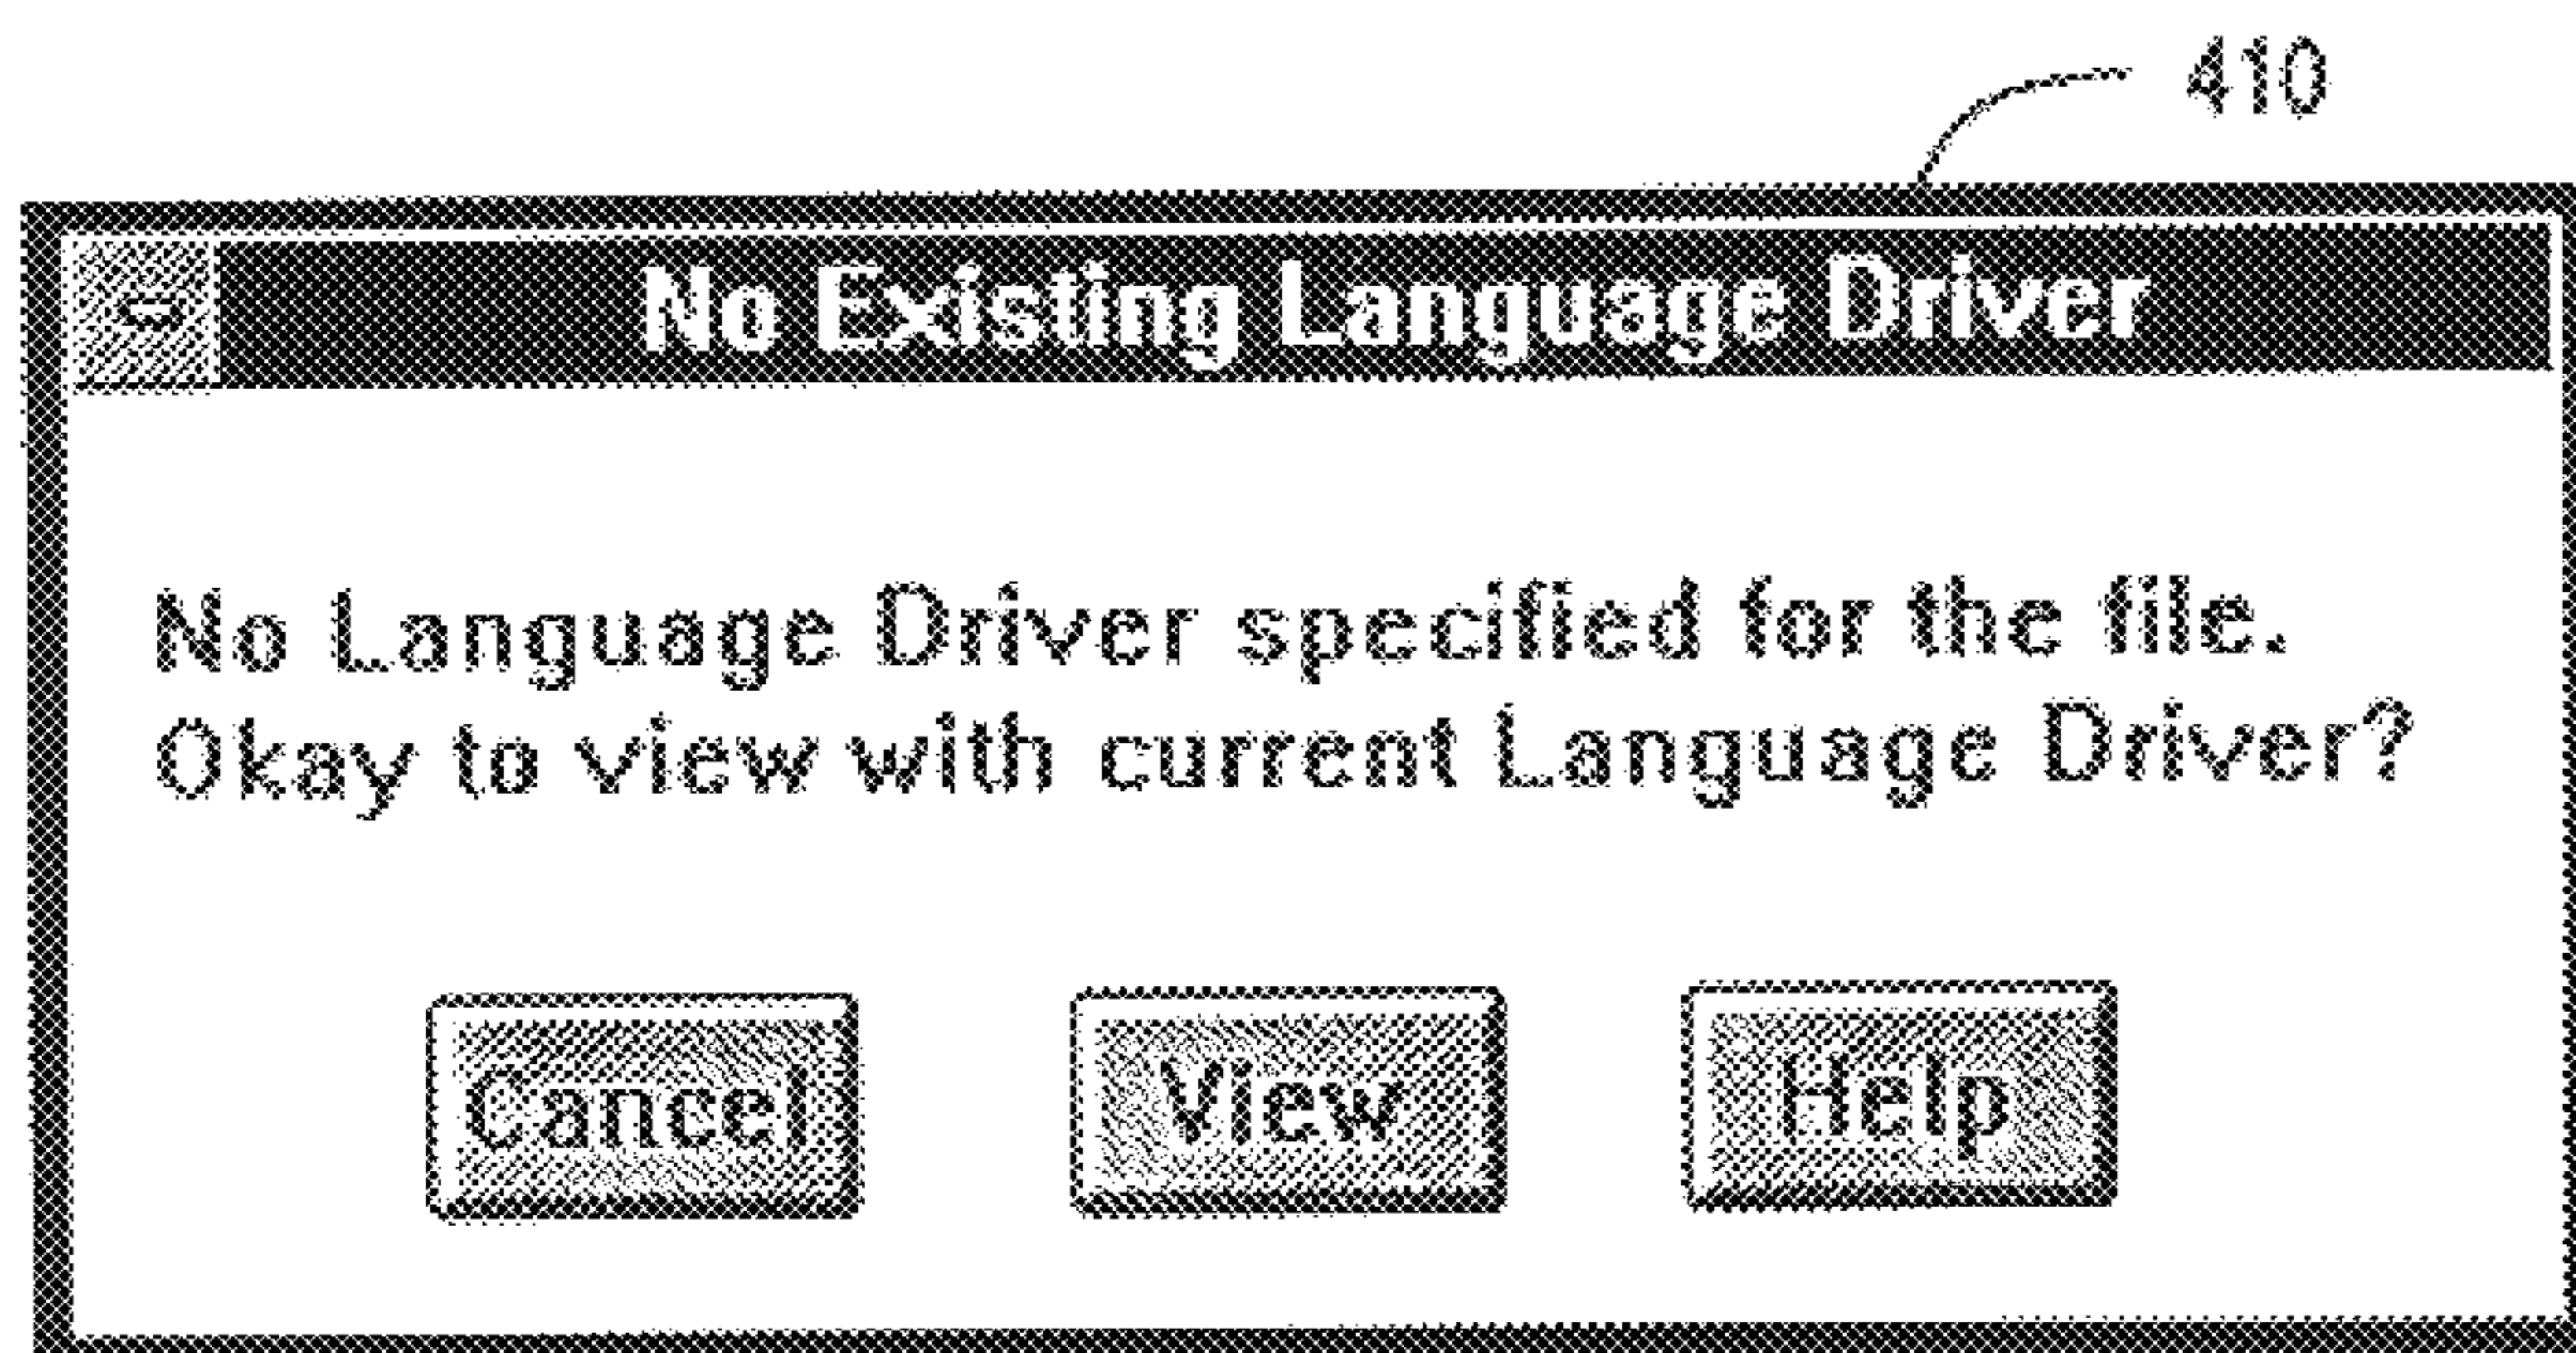 410
No Existing Language Driver
No Language Driver specified for the file.
Okay to view with current Language Driver?
Cancel View Help